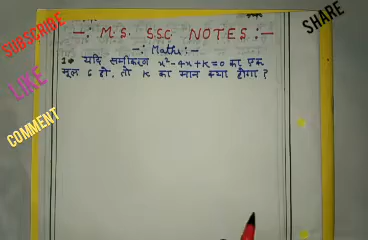 SUBSCRIBE
LIKE
COMMENT
SHARE
-: M.S. SSC NOTES :-
-: Maths :-
1⇒ यदि समीकरण x²-4x+K=0 का एक
मूल 6 हो, तो K का मान क्या होगा ?